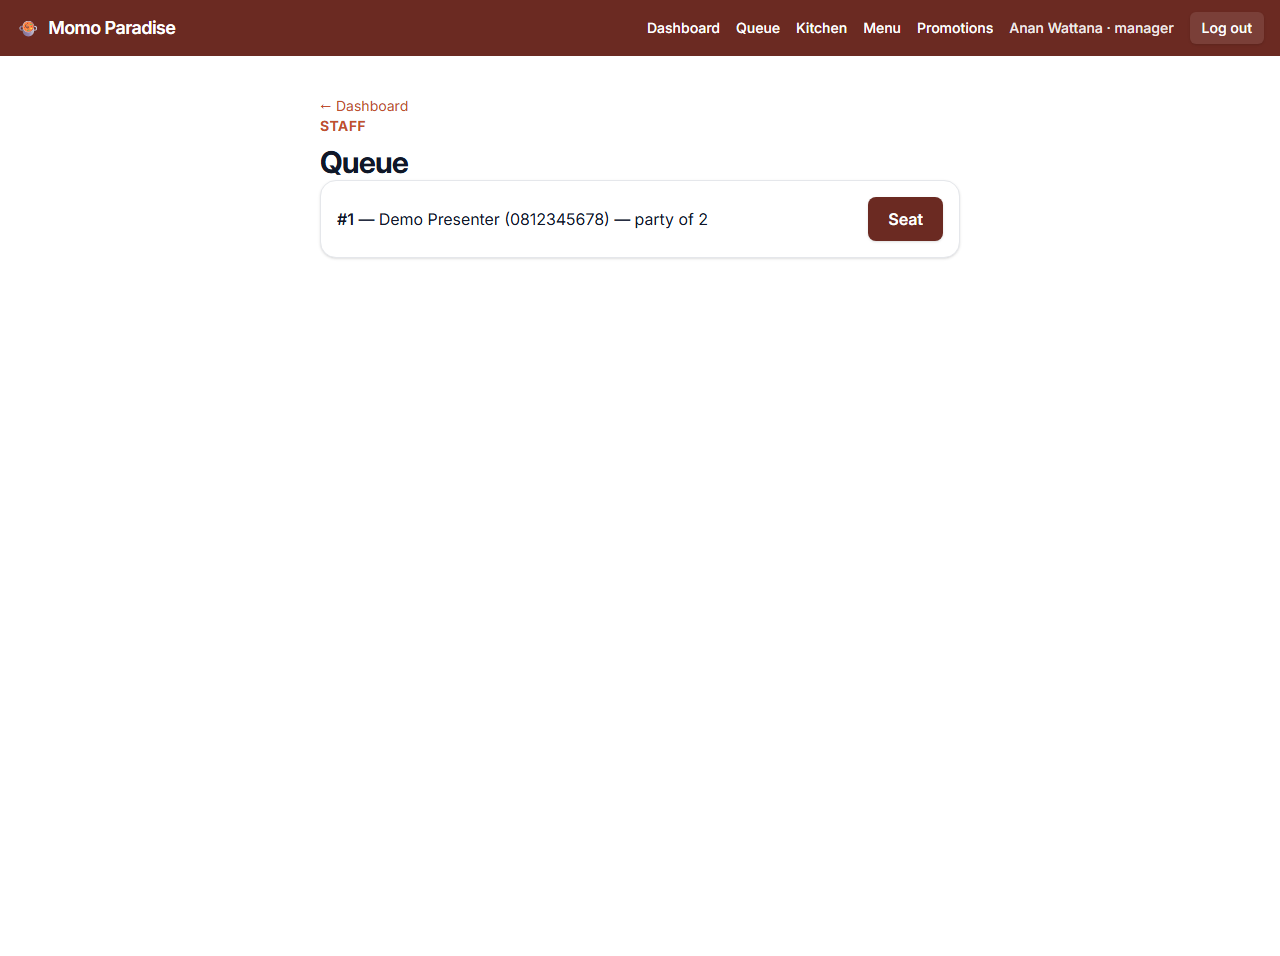 Momo Paradise
Dashboard Queue Kitchen Menu Promotions Anan Wattana · manager Log out
← Dashboard
STAFF
Queue
#1 — Demo Presenter (0812345678) — party of 2
Seat